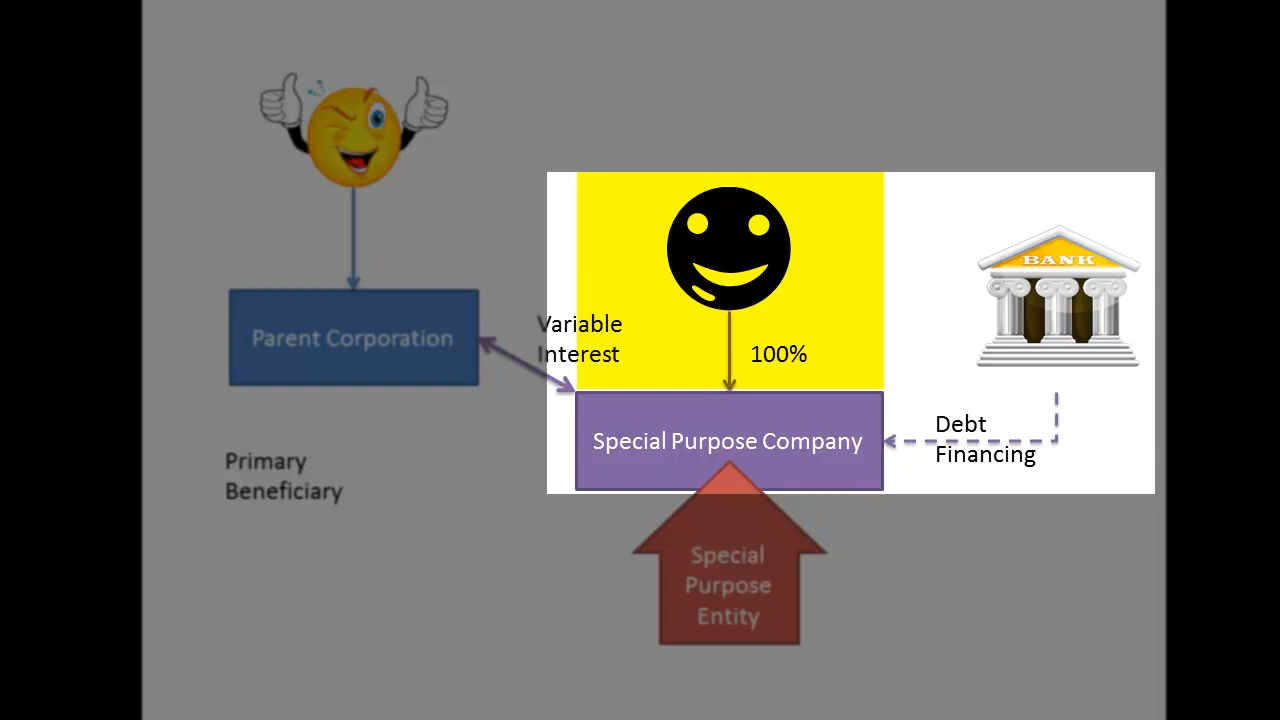 BANK
Variable
Interest
100%
Parent Corporation
Special Purpose Company
Debt
Financing
Primary
Beneficiary
Special
Purpose
Entity